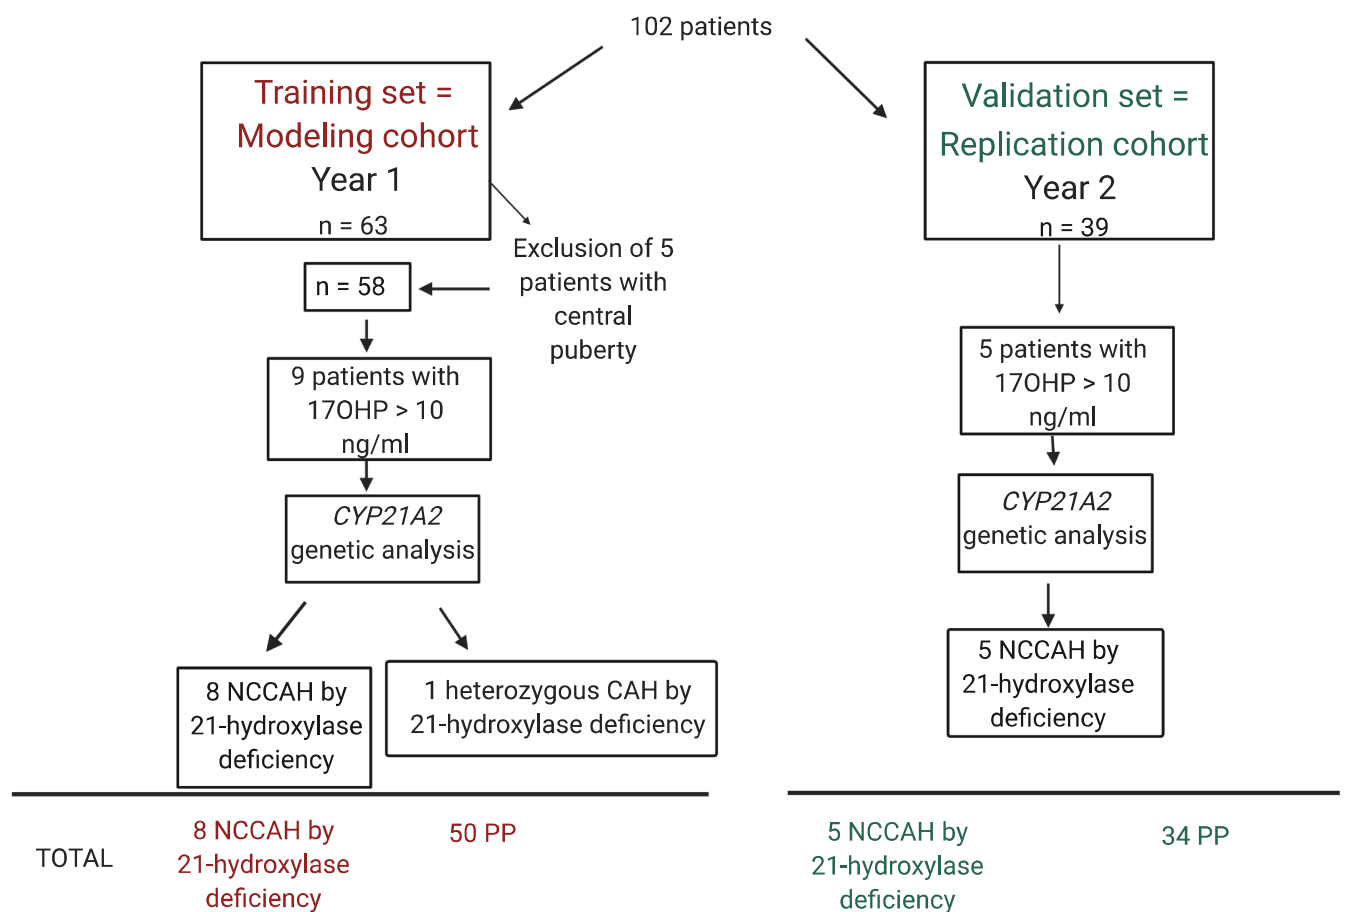 102 patients
Training set =
Modeling cohort
Year 1
n = 63
Exclusion of 5
patients with
central
puberty
n = 58
9 patients with
17OHP > 10
ng/ml
CYP21A2
genetic analysis
8 NCCAH by
21-hydroxylase
deficiency
1 heterozygous CAH by
21-hydroxylase deficiency
Validation set =
Replication cohort
Year 2
n = 39
5 patients with
17OHP > 10
ng/ml
CYP21A2
genetic analysis
5 NCCAH by
21-hydroxylase
deficiency
TOTAL
8 NCCAH by
21-hydroxylase
deficiency
50 PP
5 NCCAH by
21-hydroxylase
deficiency
34 PP